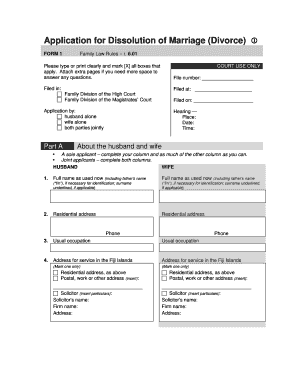 Application for Dissolution of Marriage (Divorce) ①
FORM 1 Family Law Rules – r. 6.01
Please type or print clearly and mark [X] all boxes that
apply. Attach extra pages if you need more space to
answer any questions.
Filed in:
Family Division of the High Court
Family Division of the Magistrates' Court
Application by:
husband alone
wife alone
both parties jointly
COURT USE ONLY
File number:
Filed at:
Filed on:
Hearing —
Place:
Date:
Time:
Part A About the husband and wife
• A sole applicant – complete your column and as much of the other column as you can.
• Joint applicants – complete both columns.
HUSBAND WIFE
1. Full name as used now (including father's name
("f/n"), if necessary for identification; surname
underlined, if applicable)
Full name as used now (including father's name
("f/n"), if necessary for identification; surname underlined, if
applicable)
2. Residential address Residential address
Phone Phone
3. Usual occupation Usual occupation
4. Address for service in the Fiji Islands Address for service in the Fiji Islands
(Mark one only) (Mark one only)
Residential address, as above Residential address, as above
Postal, work or other address (insert): Postal, work or other address (insert):
Solicitor (insert particulars): Solicitor (insert particulars):
Solicitor's name: Solicitor's name:
Firm name: Firm name:
Address: Address: